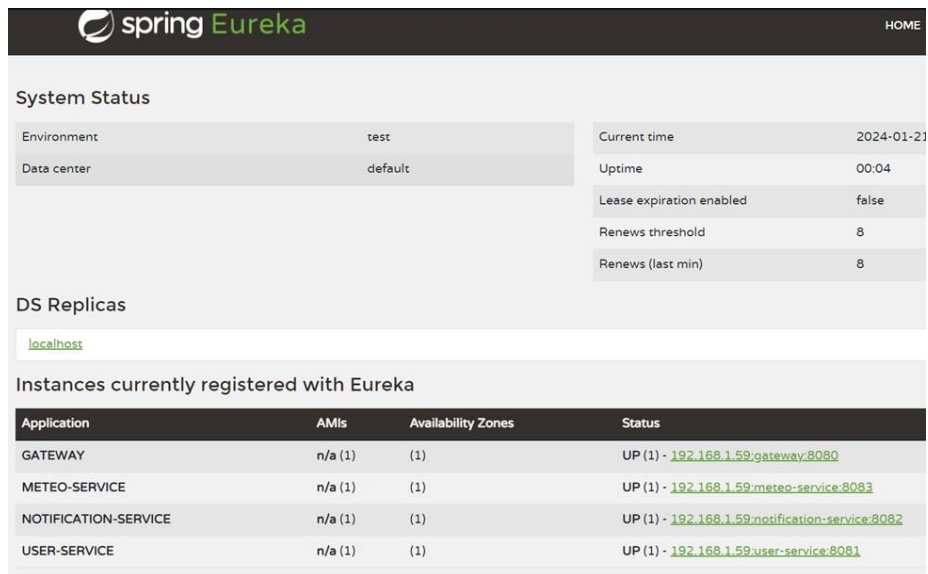 spring Eureka
HOME
System Status
Environment test
Data center default
Current time 2024-01-21
Uptime 00:04
Lease expiration enabled false
Renews threshold 8
Renews (last min) 8
DS Replicas
localhost
Instances currently registered with Eureka
Application AMIs Availability Zones Status
GATEWAY n/a (1) (1) UP (1) - 192.168.1.59:gateway:8080
METEO-SERVICE n/a (1) (1) UP (1) - 192.168.1.59:meteo-service:8083
NOTIFICATION-SERVICE n/a (1) (1) UP (1) - 192.168.1.59:notification-service:8082
USER-SERVICE n/a (1) (1) UP (1) - 192.168.1.59:user-service:8081